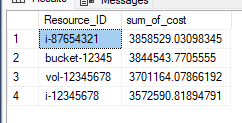 Results Messages
Resource_ID sum_of_cost
1 i-87654321 3858529.03098345
2 bucket-12345 3844543.7705555
3 vol-12345678 3701164.07866192
4 i-12345678 3572590.81894791